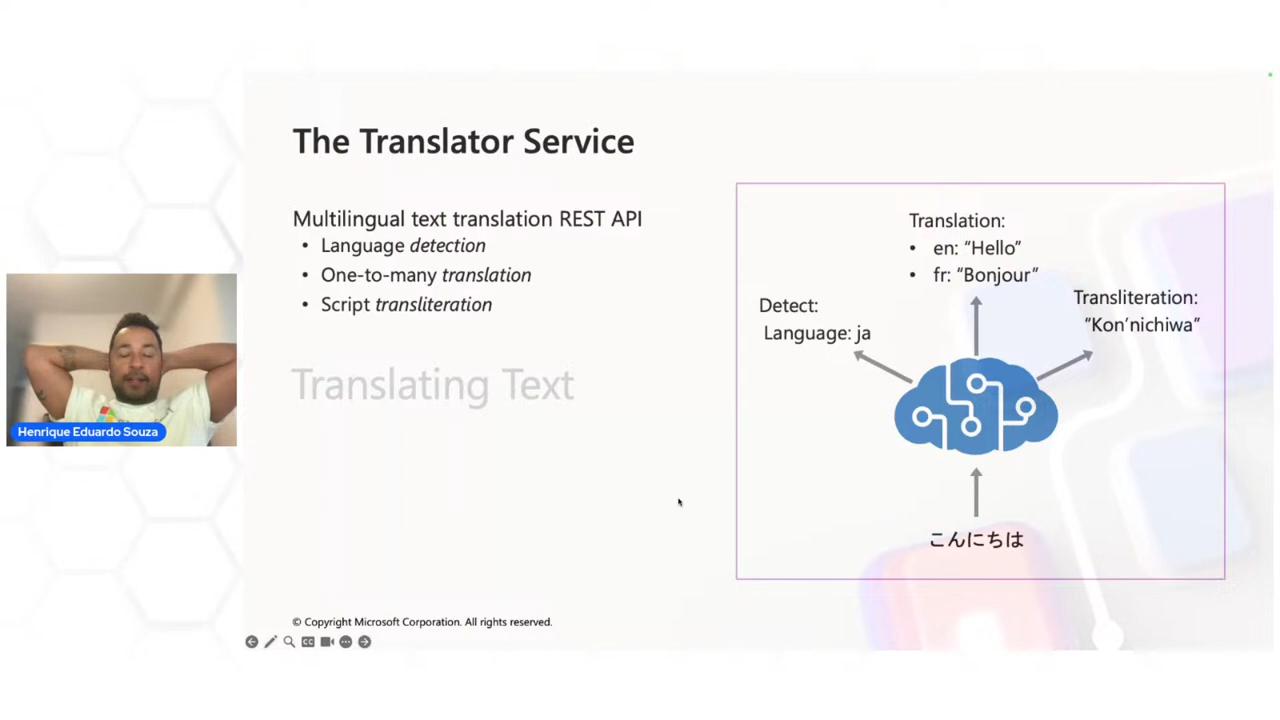 The Translator Service
Multilingual text translation REST API
• Language detection
• One-to-many translation
• Script transliteration
Translating Text
Henrique Eduardo Souza
Translation:
• en: “Hello”
• fr: “Bonjour”
Detect:
Language: ja
Transliteration:
“Kon’nichiwa”
こんにちは
© Copyright Microsoft Corporation. All rights reserved.
CC